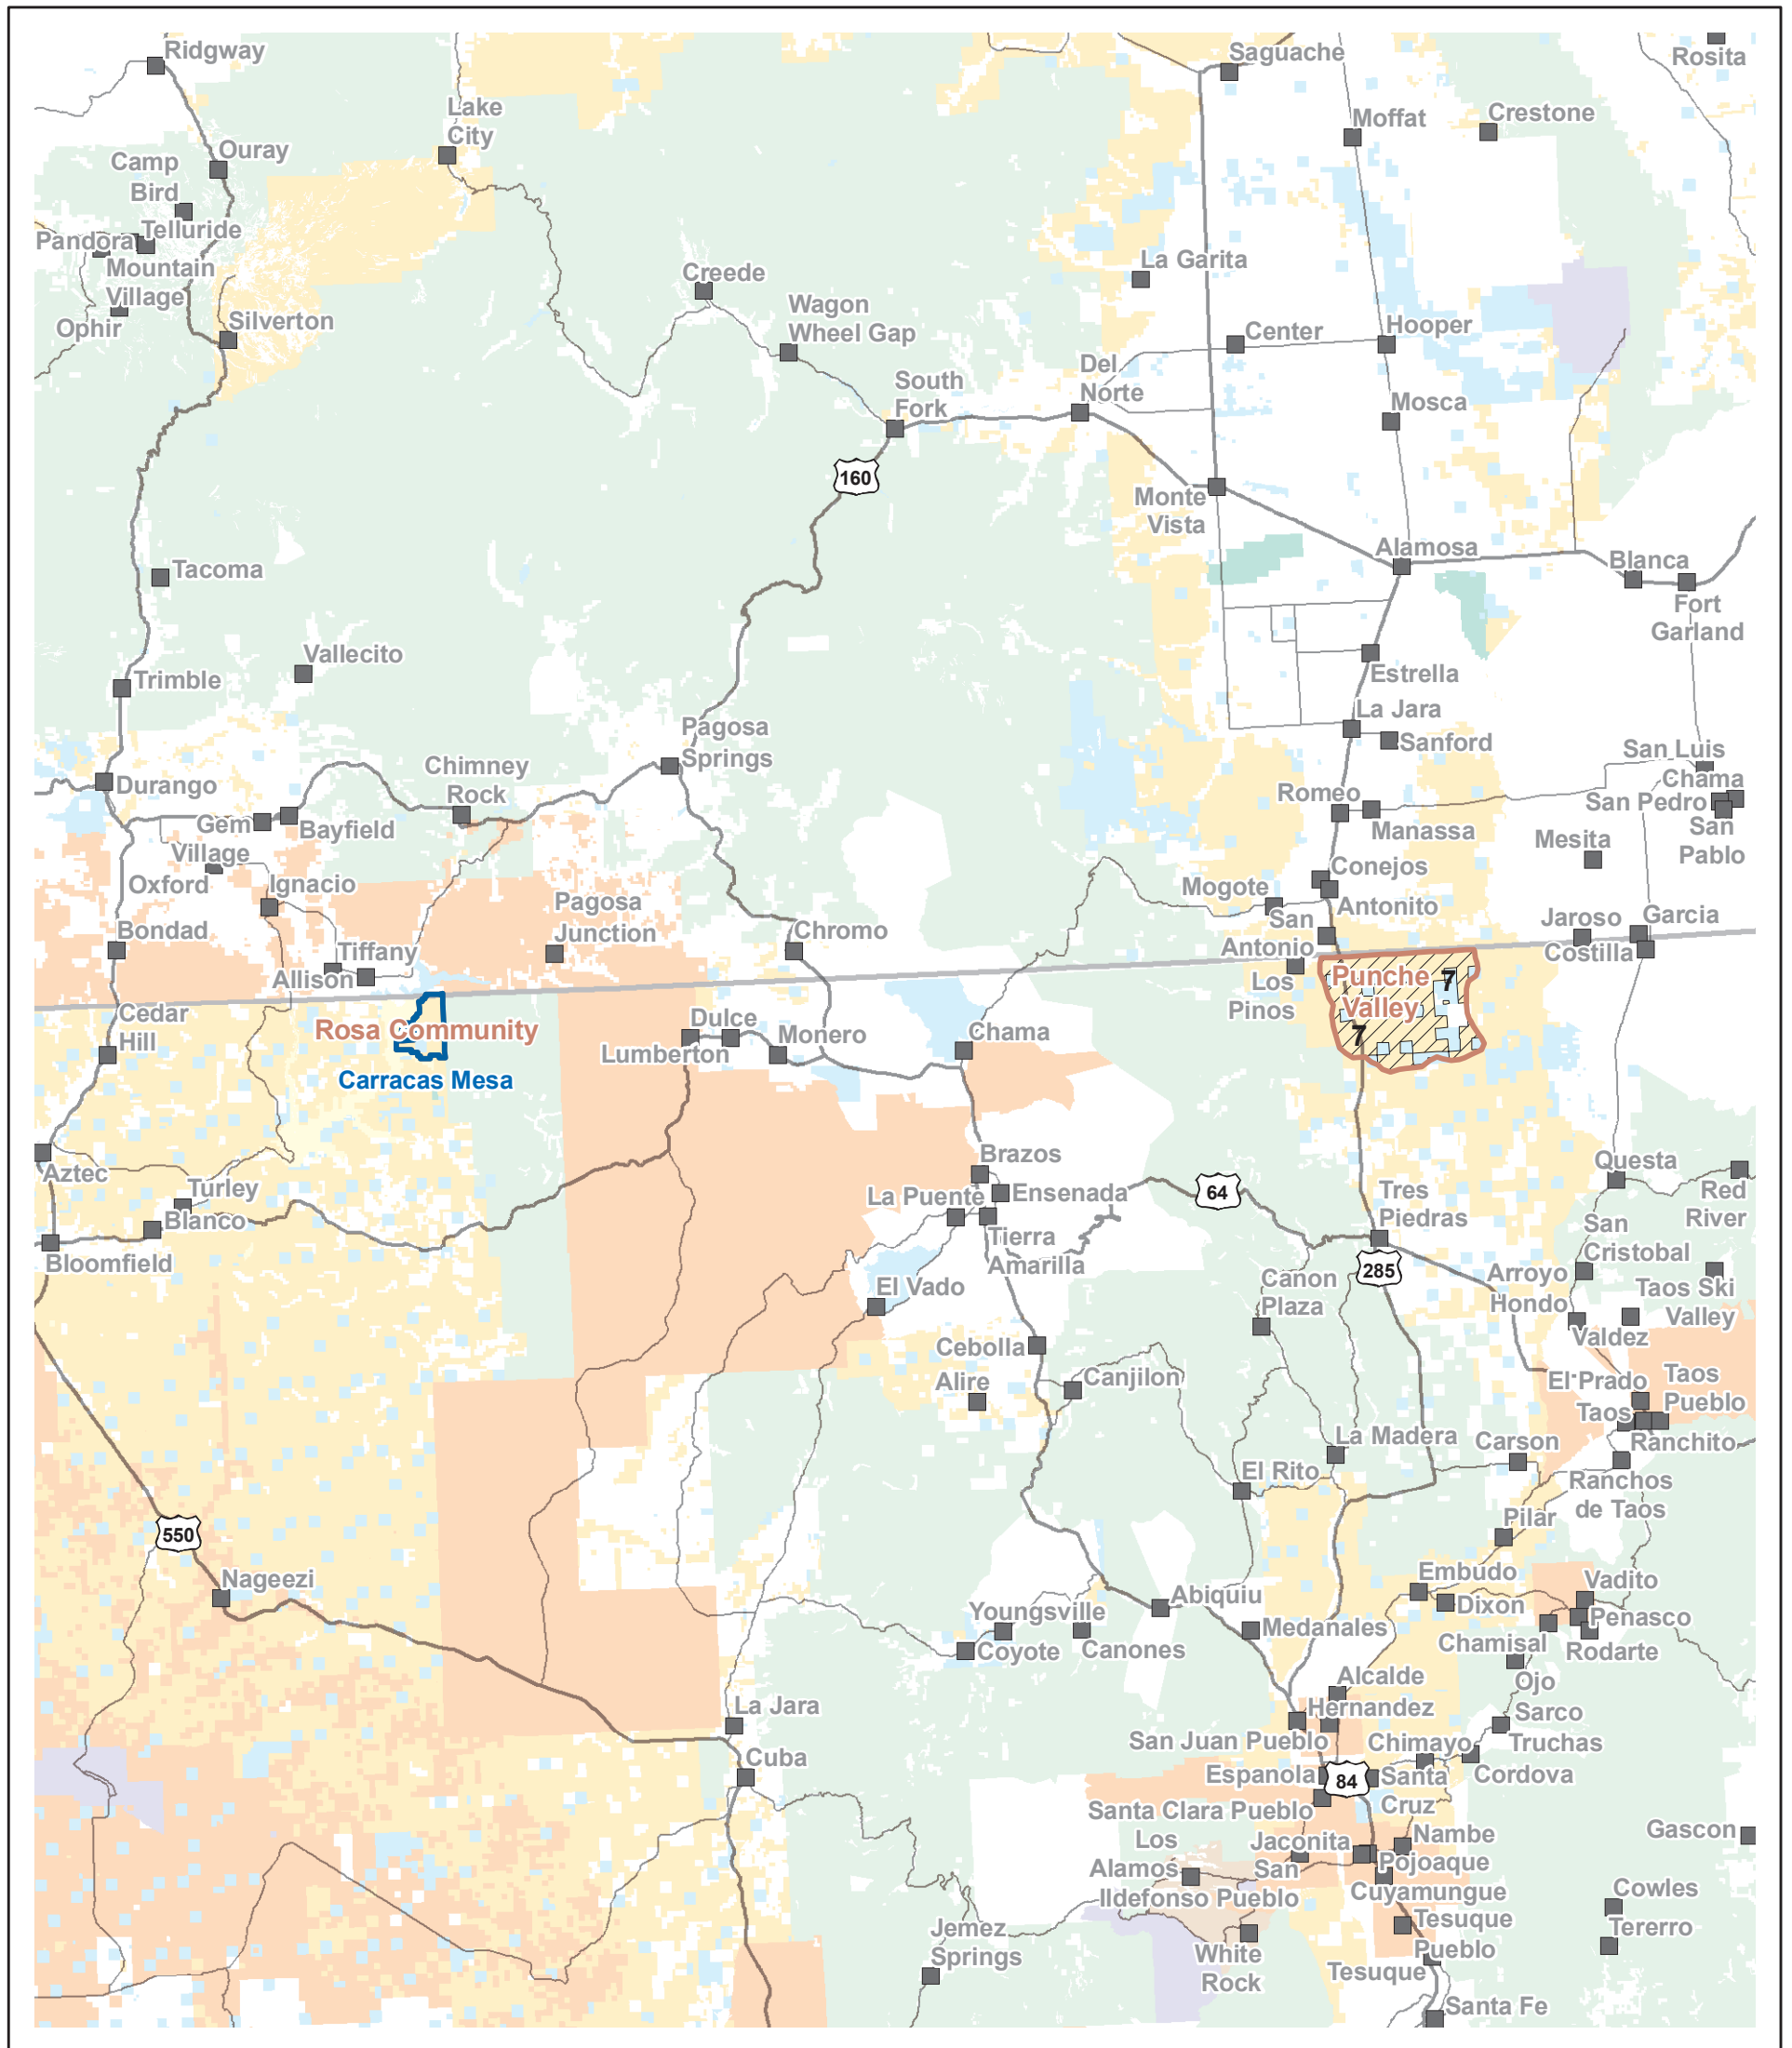 Ridgway
Saguache
Rosita
Lake
City
Moffat
Crestone
Camp
Bird
Ouray
Telluride
Pandora
Mountain
Village
Ophir
Silverton
Creede
La Garita
Wagon
Wheel Gap
Center
Hooper
South
Fork
Del
Norte
Mosca
160
Monte
Vista
Alamosa
Blanca
Fort
Garland
Tacoma
Vallecito
Trimble
Estrella
La Jara
Sanford
Pagosa
Springs
Durango
Chimney
Rock
San Luis
Chama
San Pedro
San
Pablo
Romeo
Manassa
Mesita
Gem
Village
Bayfield
Oxford
Ignacio
Conejos
Mogote
Antonito
San
Antonio
Pagosa
Junction
Bondad
Tiffany
Allison
Chromo
Jaroso
Garcia
Costilla
Los
Pinos
Punche
Valley
7
7
Cedar
Hill
Rosa Community
Carracas Mesa
Dulce
Lumberton
Monero
Chama
Aztec
Turley
Blanco
Bloomfield
Brazos
La Puente
Ensenada
Tierra
Amarilla
64
Tres
Piedras
285
Questa
Red
River
San
Cristobal
Arroyo
Hondo
Taos Ski
Valley
Valdez
El Vado
Canon
Plaza
Cebolla
Alire
Canjilon
El Prado
Taos
Pueblo
Taos
Ranchito
La Madera
Carson
El Rito
Ranchos
de Taos
Pilar
550
Nageezi
Abiquiu
Embudo
Dixon
Vadito
Penasco
Rodarte
Chamisal
Youngsville
Coyote
Canones
Medanales
Ojo
Sarco
Alcalde
Hernandez
La Jara
San Juan Pueblo
Chimayo
Truchas
Cordova
Cuba
Espanola
84
Santa
Cruz
Santa Clara Pueblo
Los
Alamos
Jaconita
Nambe
Pojoaque
San
Ildefonso Pueblo
Cuyamungue
Gascon
Cowles
Tererro
Jemez
Springs
White
Rock
Tesuque
Pueblo
Tesuque
Santa Fe